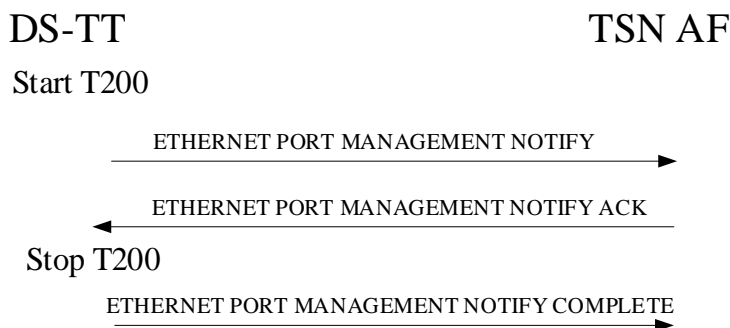 DS-TT TSN AF
Start T200
ETHERNET PORT MANAGEMENT NOTIFY
ETHERNET PORT MANAGEMENT NOTIFY ACK
Stop T200
ETHERNET PORT MANAGEMENT NOTIFY COMPLETE